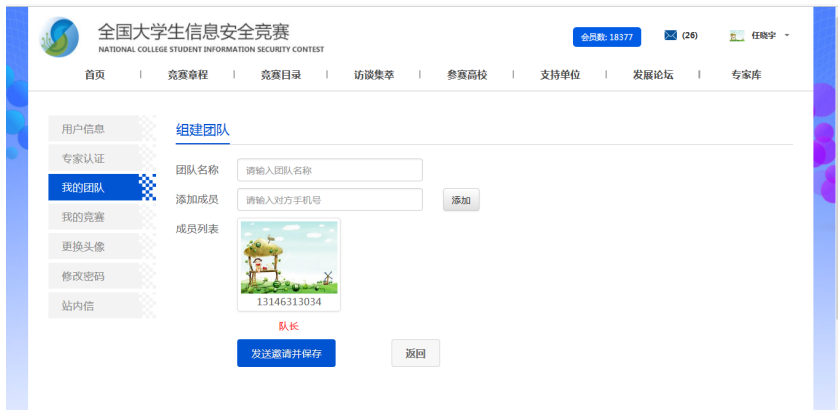 全国大学生信息安全竞赛
NATIONAL COLLEGE STUDENT INFORMATION SECURITY CONTEST
会员数: 18377
(26)
任晓宇
首页 | 竞赛章程 | 竞赛目录 | 访谈集萃 | 参赛高校 | 支持单位 | 发展论坛 | 专家库
用户信息
专家认证
我的团队
我的竞赛
更换头像
修改密码
站内信
组建团队
团队名称 请输入团队名称
添加成员 请输入对方手机号 添加
成员列表
13146313034
队长
发送邀请并保存 返回